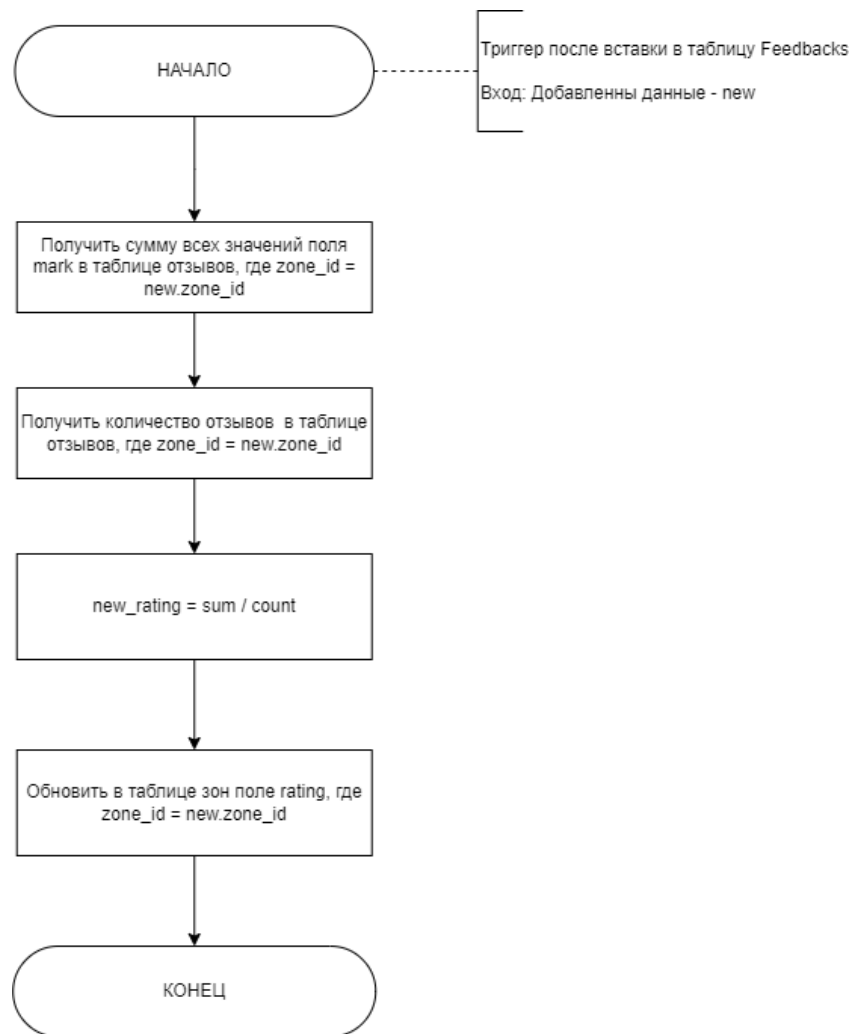 НАЧАЛО
Триггер после вставки в таблицу Feedbacks
Вход: Добавленны данные - new
Получить сумму всех значений поля
mark в таблице отзывов, где zone_id =
new.zone_id
Получить количество отзывов в таблице
отзывов, где zone_id = new.zone_id
new_rating = sum / count
Обновить в таблице зон поле rating, где
zone_id = new.zone_id
КОНЕЦ